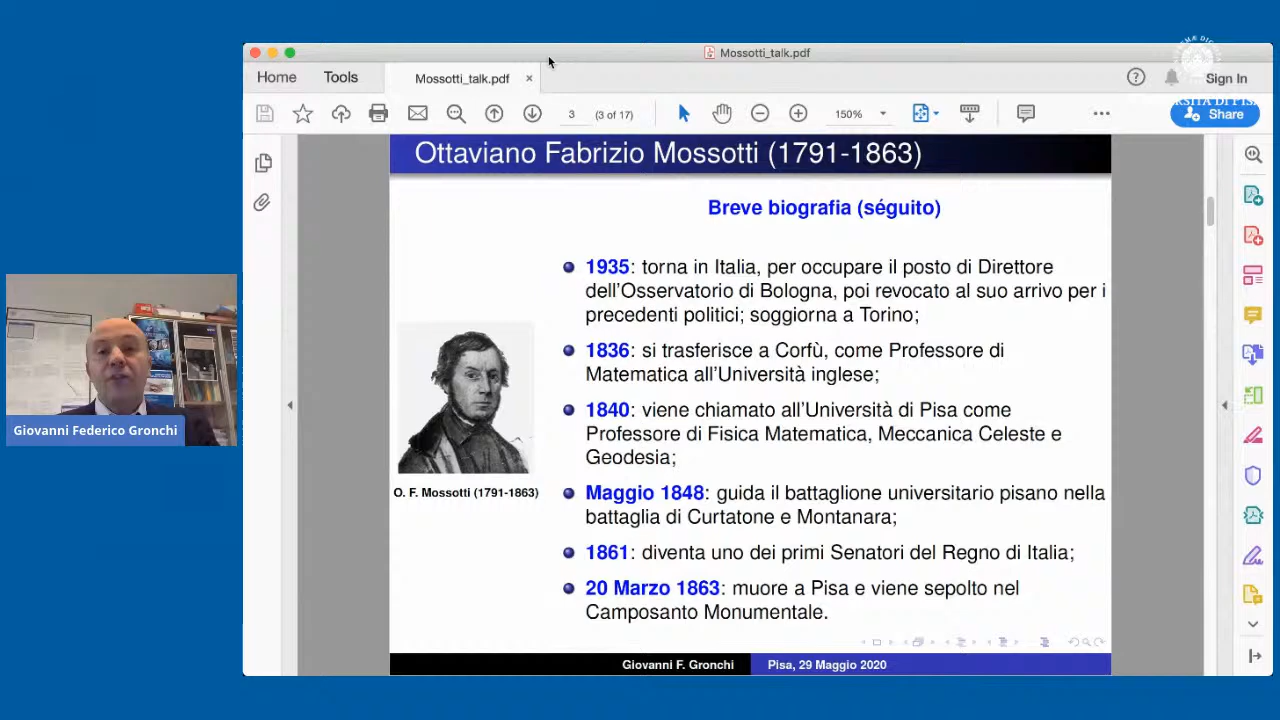 Mossotti_talk.pdf
Home Tools Mossotti_talk.pdf × Sign In
3 (3 of 17) 150% Share
Ottaviano Fabrizio Mossotti (1791-1863)
Breve biografia (séguito)
1935: torna in Italia, per occupare il posto di Direttore
dell'Osservatorio di Bologna, poi revocato al suo arrivo per i
precedenti politici; soggiorna a Torino;
1836: si trasferisce a Corfù, come Professore di
Matematica all'Università inglese;
1840: viene chiamato all'Università di Pisa come
Professore di Fisica Matematica, Meccanica Celeste e
Geodesia;
Maggio 1848: guida il battaglione universitario pisano nella
battaglia di Curtatone e Montanara;
1861: diventa uno dei primi Senatori del Regno di Italia;
20 Marzo 1863: muore a Pisa e viene sepolto nel
Camposanto Monumentale.
O. F. Mossotti (1791-1863)
Giovanni Federico Gronchi
Giovanni F. Gronchi Pisa, 29 Maggio 2020